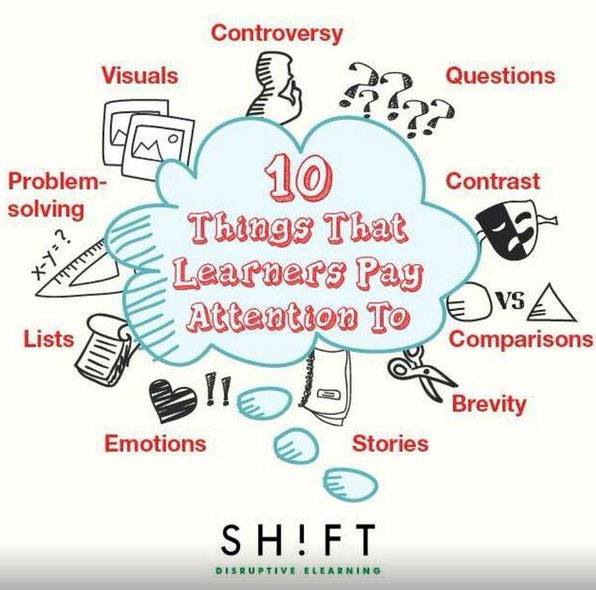 Controversy
Visuals
Questions
????? 
Problem-
solving
Contrast
10
Things That
Learners Pay
Attention To
x-y=?
VS
Lists
Comparisons
!!
Brevity
Emotions
Stories
SH!FT
DISRUPTIVE ELEARNING